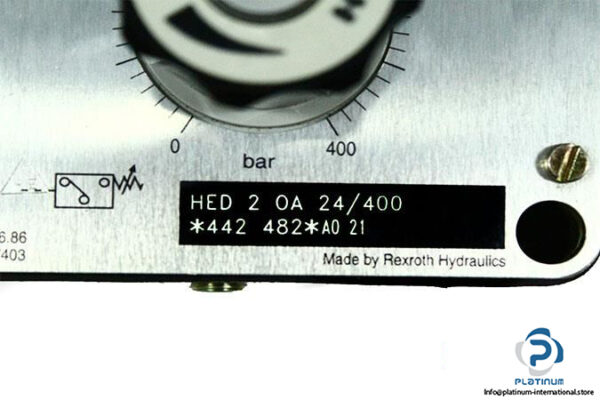 0
400
bar
HED 2 OA 24/400
*442 482*A0 21
6.86
/403
Made by Rexroth Hydraulics
P
PLATINUM
Info@platinum-international.store